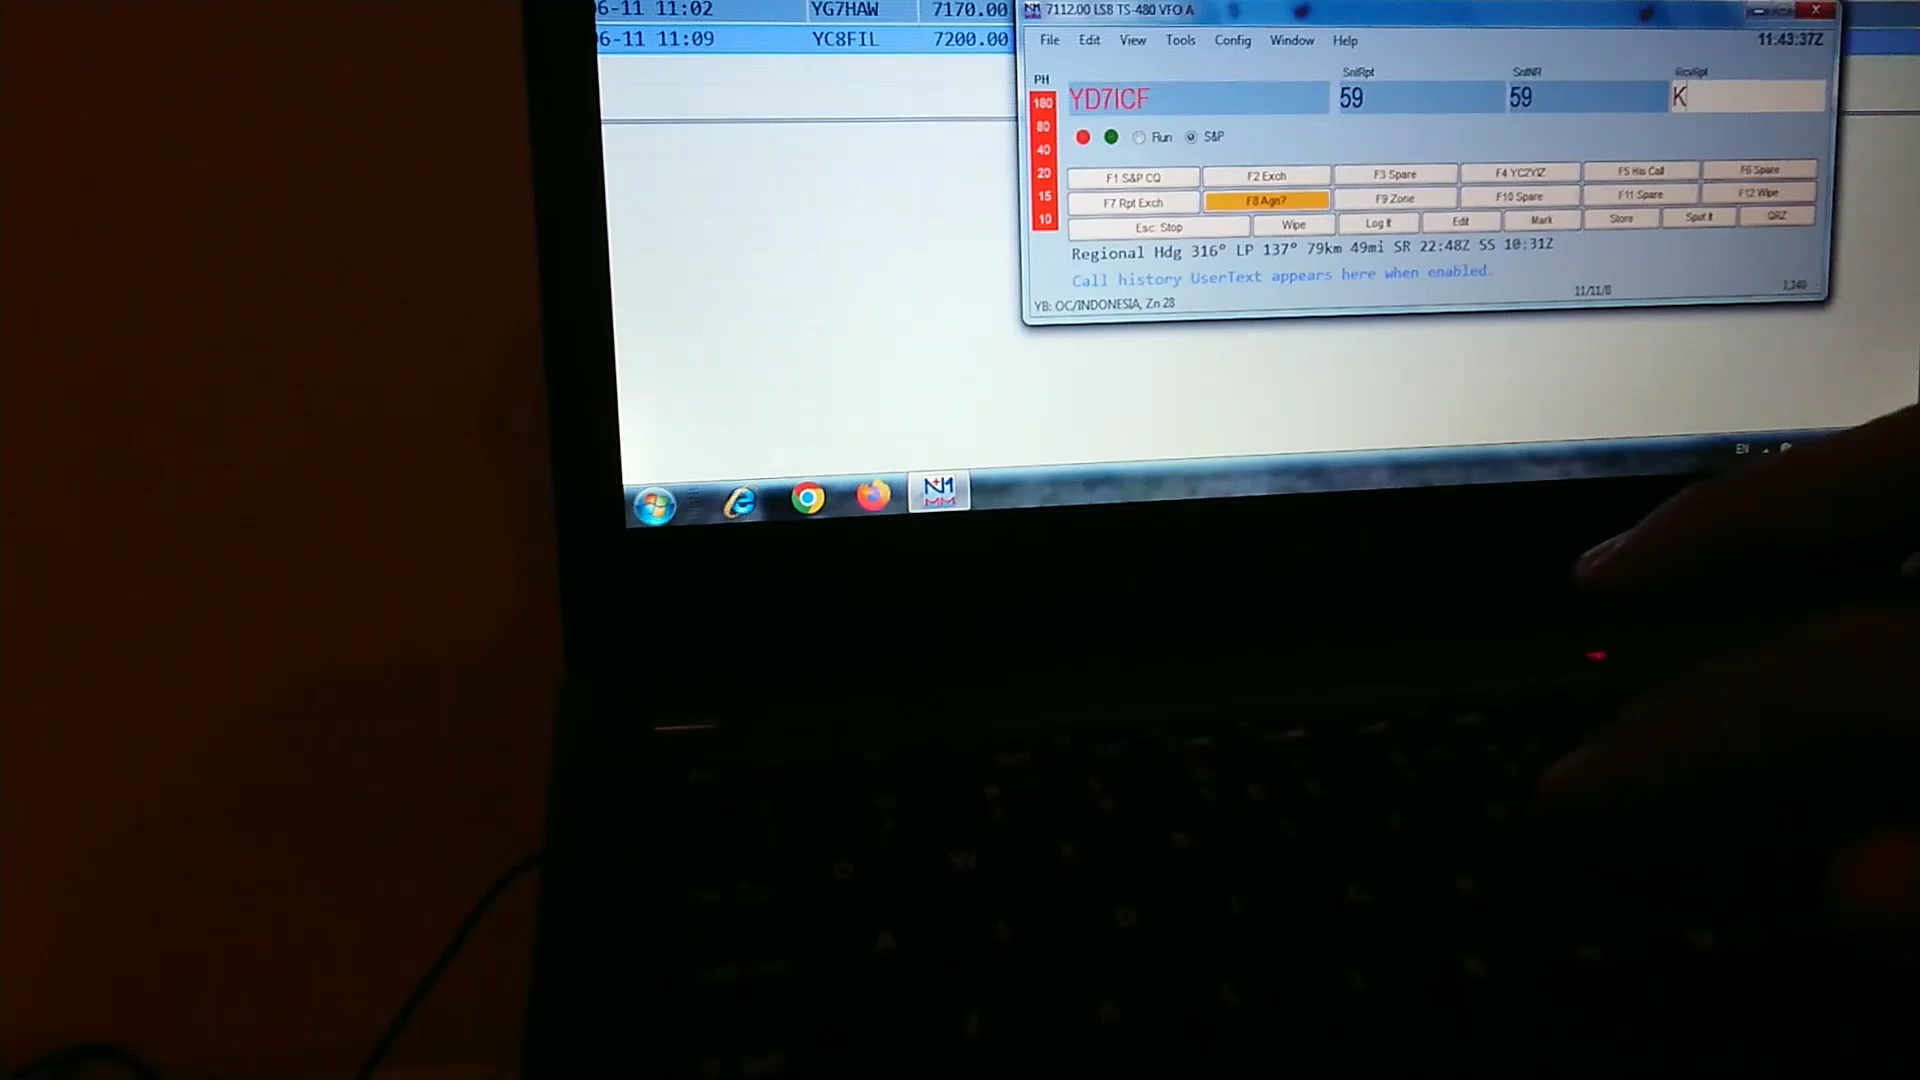 6-11 11:02 YG7HAW 7170.00
6-11 11:09 YC8FIL 7200.00
7112.00 LSB TS-480 VFO A
File Edit View Tools Config Window Help 11:43:37Z
PH
SntRpt SntNR RcvRpt
YD7ICF 59 59 K
180
80
40
20
15
10
Run S&P
F1 S&P CQ F2 Exch F3 Spare F4 YC2YIZ F5 His Call F6 Spare
F7 Rpt Exch F8 Agn? F9 Zone F10 Spare F11 Spare F12 Wipe
Esc: Stop Wipe Log It Edit Mark Store Spot It QRZ
Regional Hdg 316° LP 137° 79km 49mi SR 22:48Z SS 10:31Z
Call history UserText appears here when enabled.
YB: OC/INDONESIA, Zn 28 11/11/8
EN
N1
MM
W
A